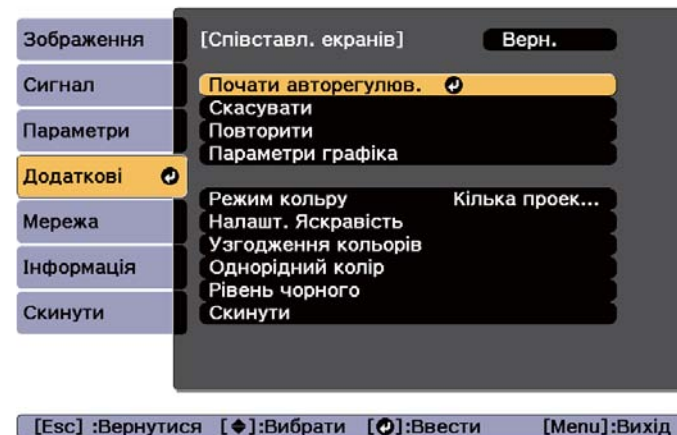 Зображення
Сигнал
Параметри
Додаткові
Мережа
Інформація
Скинути
[Співставл. екранів] Верн.
Почати авторегулюв.
Скасувати
Повторити
Параметри графіка
Режим кольру Кілька проек...
Налашт. Яскравість
Узгодження кольорів
Однорідний колір
Рівень чорного
Скинути
[Esc] :Вернутися [◆]:Вибрати [⏎]:Ввести [Menu]:Вихід